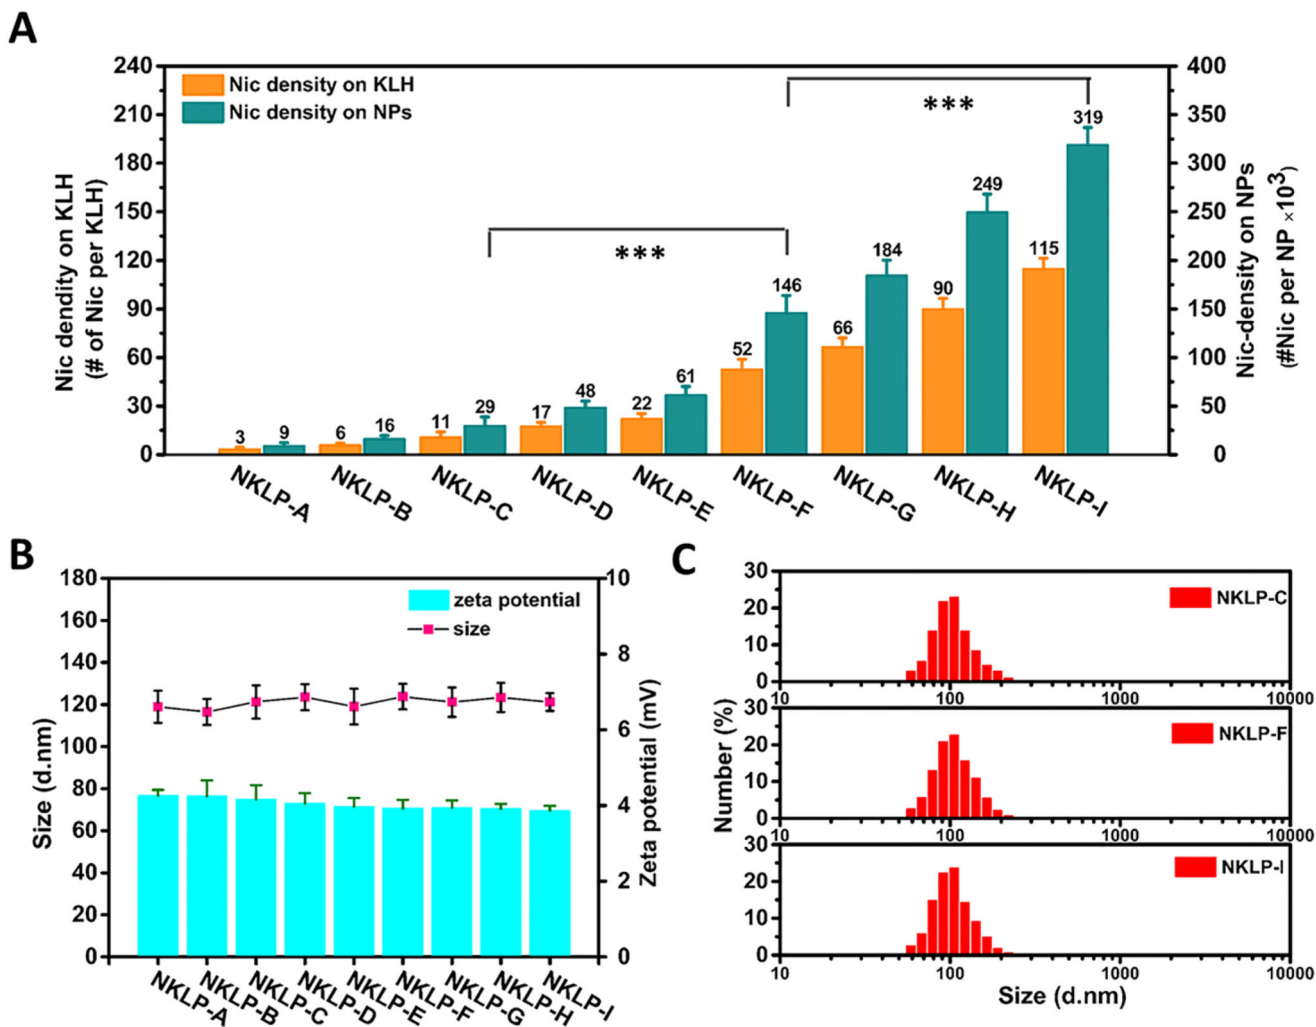 A
Nic density on KLH
Nic density on NPs
Nic dendity on KLH
(# of Nic per KLH)
240
210
180
150
120
90
60
30
0
400
350
300
250
200
150
100
50
0
Nic-density on NPs
(#Nic per NP ×10³)
***
***
3 9 6 16 11 29 17 48 22 61 52 146 66 184 90 249 115 319
NKLP-A NKLP-B NKLP-C NKLP-D NKLP-E NKLP-F NKLP-G NKLP-H NKLP-I
B
zeta potential
size
Size (d.nm)
180
160
140
120
100
80
60
40
20
0
10
8
6
4
2
0
Zeta potential (mV)
NKLP-A NKLP-B NKLP-C NKLP-D NKLP-E NKLP-F NKLP-G NKLP-H NKLP-I
C
Number (%)
NKLP-C
30
20
10
0
10 100 1000 10000
NKLP-F
30
20
10
0
10 100 1000 10000
NKLP-I
30
20
10
0
10 100 1000 10000
Size (d.nm)